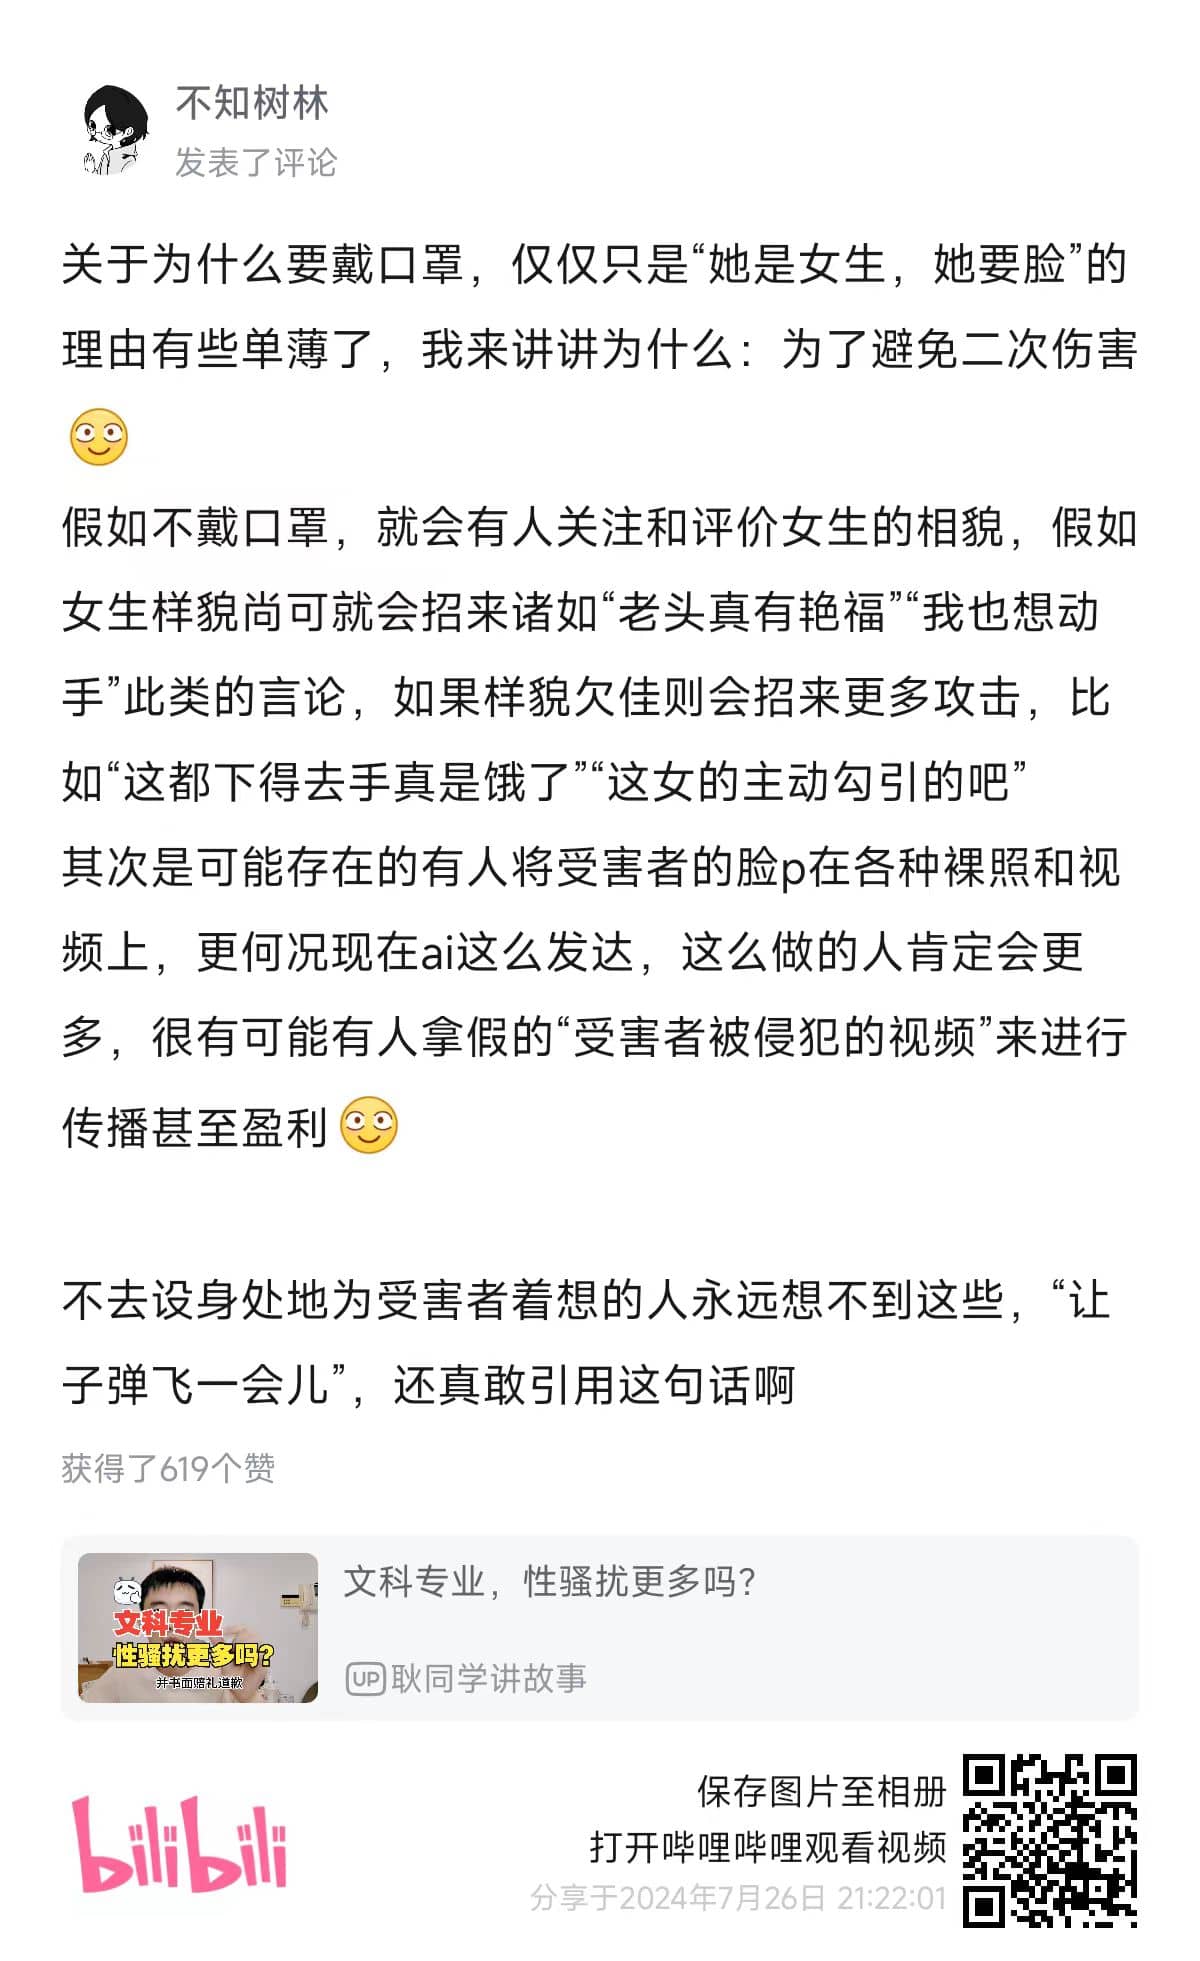 不知树林
发表了评论
关于为什么要戴口罩，仅仅只是“她是女生，她要脸”的
理由有些单薄了，我来讲讲为什么：为了避免二次伤害
假如不戴口罩，就会有人关注和评价女生的相貌，假如
女生样貌尚可就会招来诸如“老头真有艳福”“我也想动
手”此类的言论，如果样貌欠佳则会招来更多攻击，比
如“这都下得去手真是饿了”“这女的主动勾引的吧”
其次是可能存在的有人将受害者的脸p在各种裸照和视
频上，更何况现在ai这么发达，这么做的人肯定会更
多，很有可能有人拿假的“受害者被侵犯的视频”来进行
传播甚至盈利
不去设身处地为受害者着想的人永远想不到这些，“让
子弹飞一会儿”，还真敢引用这句话啊
获得了619个赞
文科专业
性骚扰更多吗?
并书面赔礼道歉
文科专业，性骚扰更多吗？
UP耿同学讲故事
bilibili
保存图片至相册
打开哔哩哔哩观看视频
分享于2024年7月26日 21:22:01